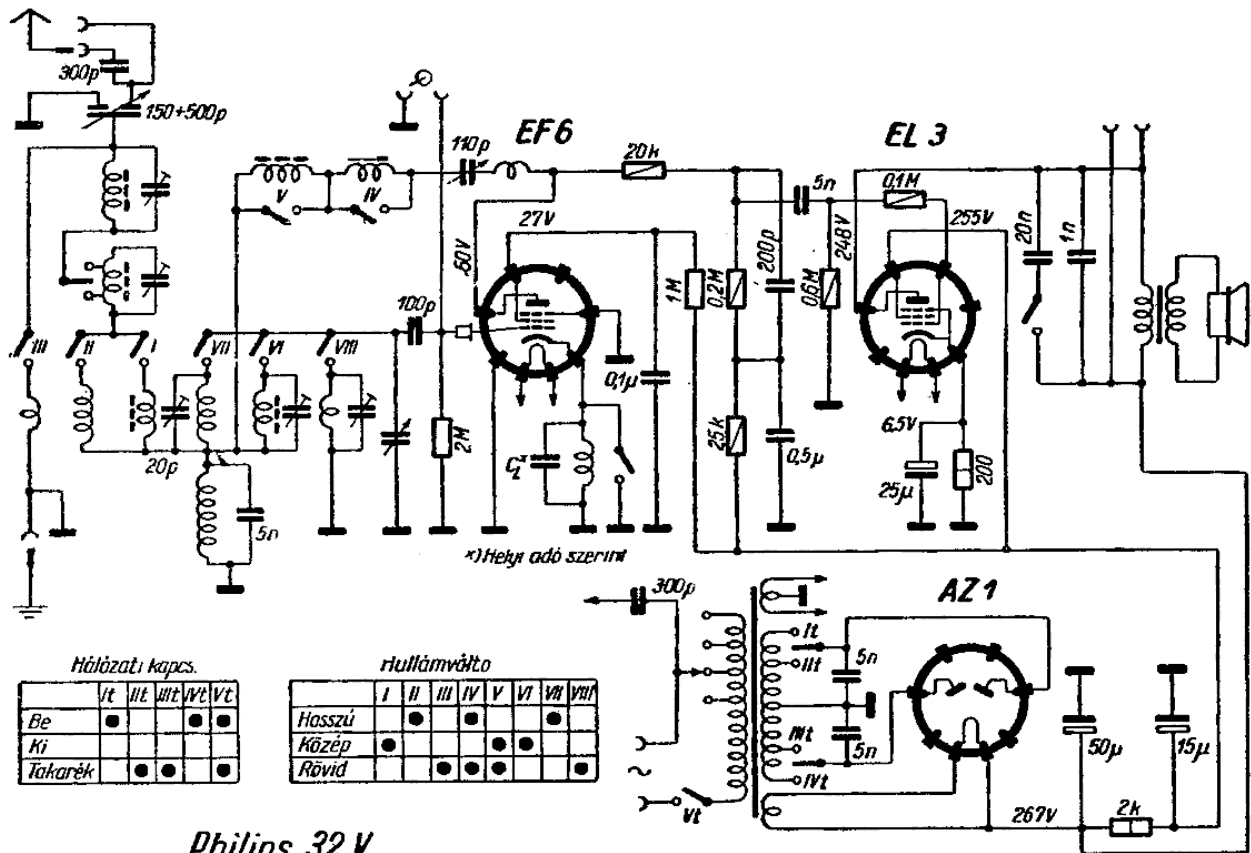 300p
150+500p
EF6
EL 3
110p
20k
5n
0,1M
V
IV
27V
60V
248V
255V
20n
1n
1M
0,2M
200p
0,6M
100p
III
II
I
VII
VI
VIII
0,1µ
2M
25k
0,5µ
6.5V
25µ
200
20p
5n
x) Helyi adó szerint
300p
AZ1
It
IIt
5n
5n
IVt
Vt
50µ
15µ
267V
2k
Hálózati kapcs.
It IIt IIIt IVt Vt
Be ● ● ●
Ki
Takarék ● ● ●
Hullámváltó
I II III IV V VI VII VIII
Hosszú ● ● ●
Közép ● ● ●
Rövid ● ● ● ●
Philips 32 V